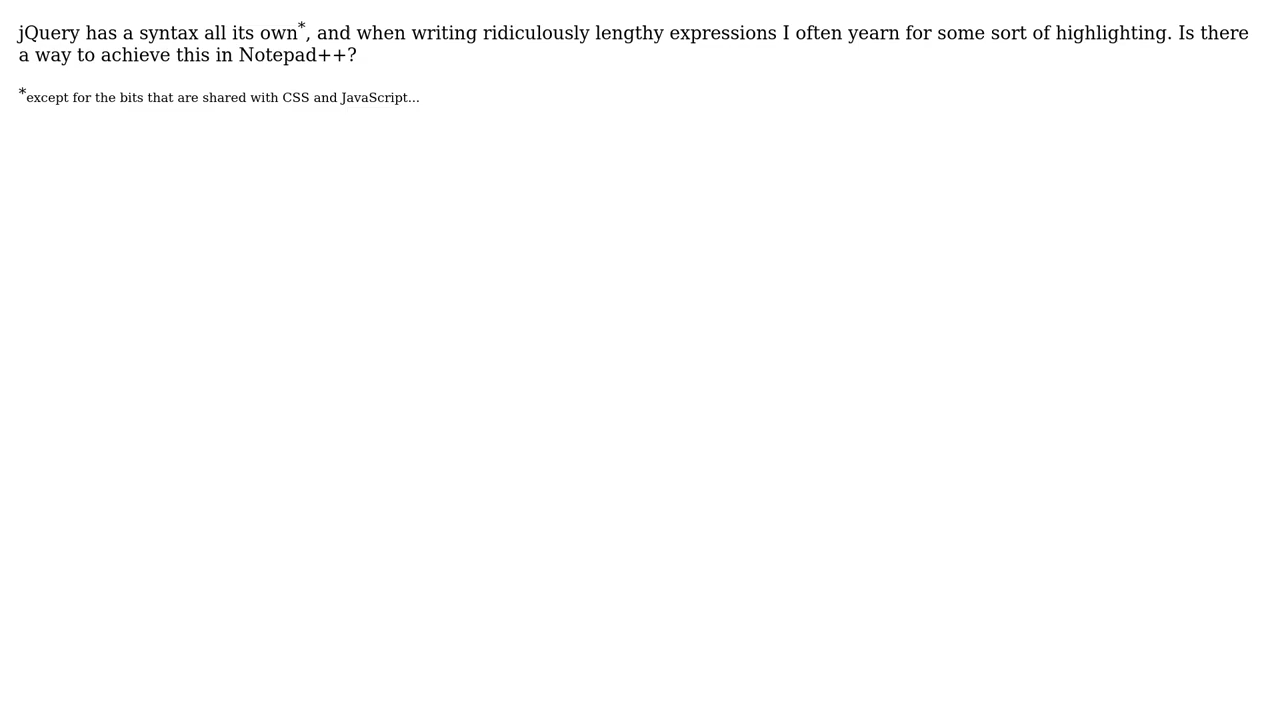 jQuery has a syntax all its own*, and when writing ridiculously lengthy expressions I often yearn for some sort of highlighting. Is there
a way to achieve this in Notepad++?
*except for the bits that are shared with CSS and JavaScript...